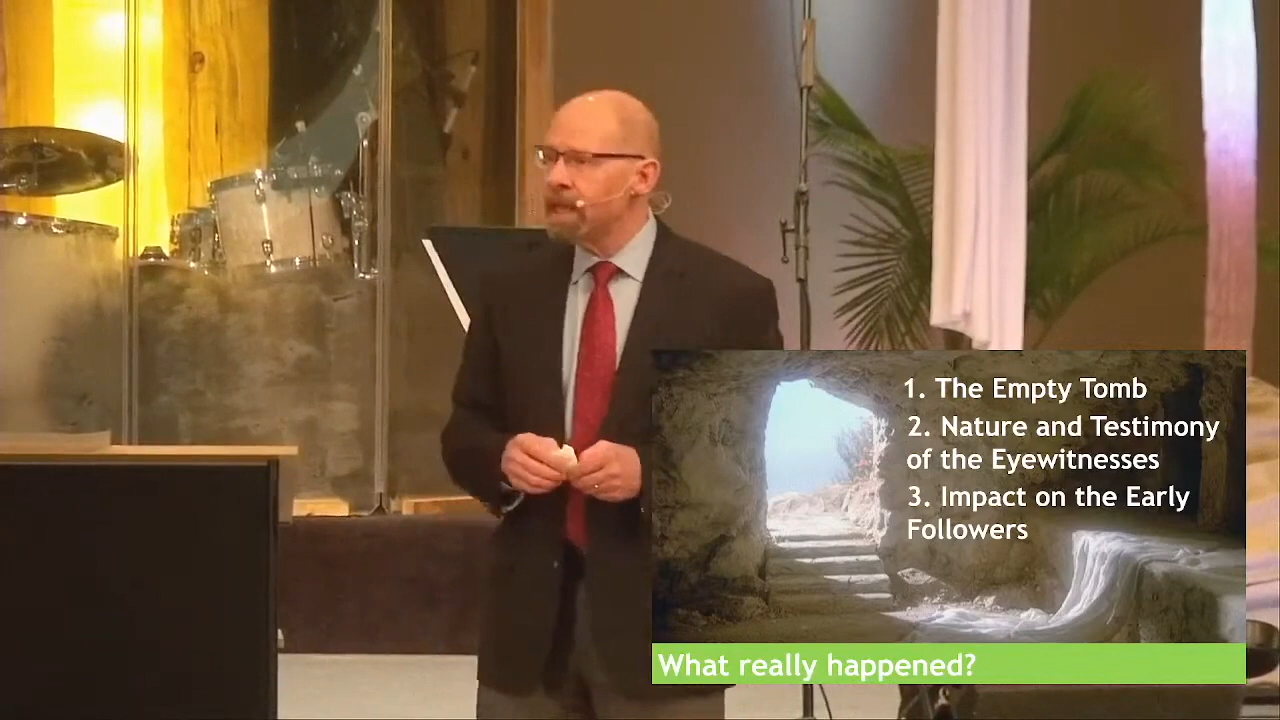 1. The Empty Tomb
2. Nature and Testimony
of the Eyewitnesses
3. Impact on the Early
Followers
What really happened?